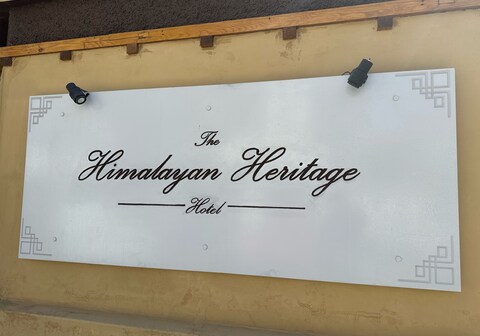 The
Himalayan Heritage
Hotel